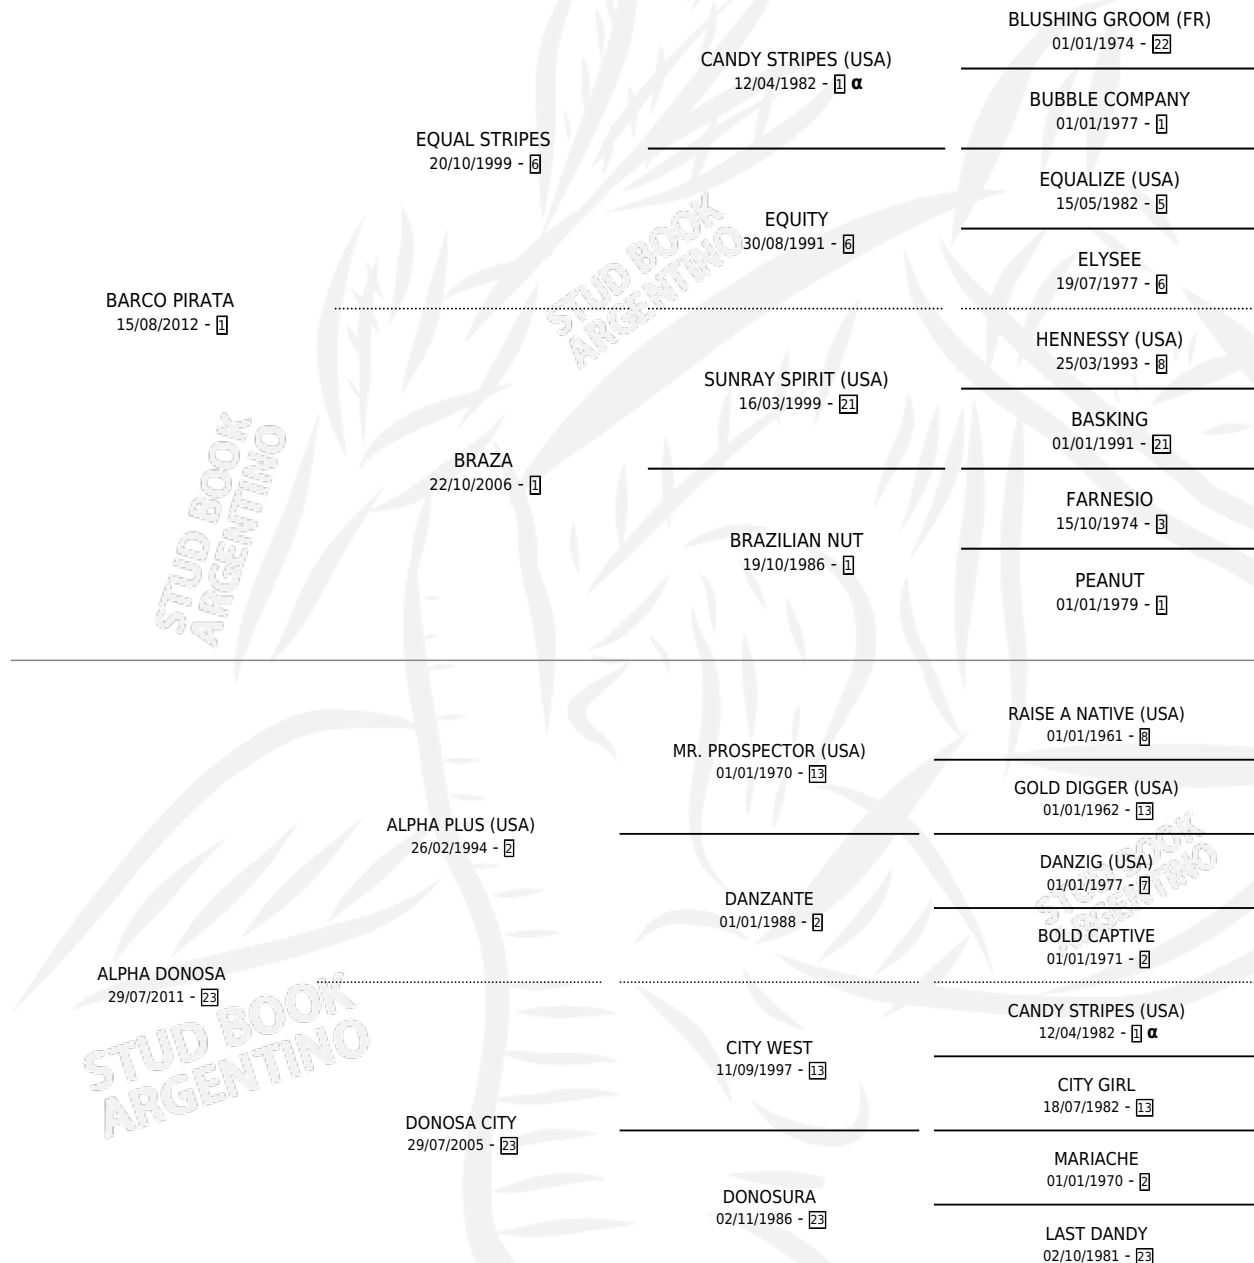 BLUSHING GROOM (FR)
01/01/1974 - 22
CANDY STRIPES (USA)
12/04/1982 - 1 α
BUBBLE COMPANY
01/01/1977 - 1
EQUAL STRIPES
20/10/1999 - 6
EQUALIZE (USA)
15/05/1982 - 5
EQUITY
30/08/1991 - 6
ELYSEE
19/07/1977 - 6
BARCO PIRATA
15/08/2012 - 1
STUD BOOK
ARGENTINO
HENNESSY (USA)
25/03/1993 - 8
SUNRAY SPIRIT (USA)
16/03/1999 - 21
BASKING
01/01/1991 - 21
BRAZA
22/10/2006 - 1
FARNESIO
15/10/1974 - 3
BRAZILIAN NUT
19/10/1986 - 1
PEANUT
01/01/1979 - 1
STUD BOOK
ARGENTINO
RAISE A NATIVE (USA)
01/01/1961 - 8
MR. PROSPECTOR (USA)
01/01/1970 - 13
GOLD DIGGER (USA)
01/01/1962 - 13
ALPHA PLUS (USA)
26/02/1994 - 2
DANZIG (USA)
01/01/1977 - 7
STUD BOOK
ARGENTINO
DANZANTE
01/01/1988 - 2
BOLD CAPTIVE
01/01/1971 - 2
ALPHA DONOSA
29/07/2011 - 23
STUD BOOK
ARGENTINO
CANDY STRIPES (USA)
12/04/1982 - 1 α
CITY WEST
11/09/1997 - 13
CITY GIRL
18/07/1982 - 13
DONOSA CITY
29/07/2005 - 23
MARIACHE
01/01/1970 - 2
DONOSURA
02/11/1986 - 23
LAST DANDY
02/10/1981 - 23